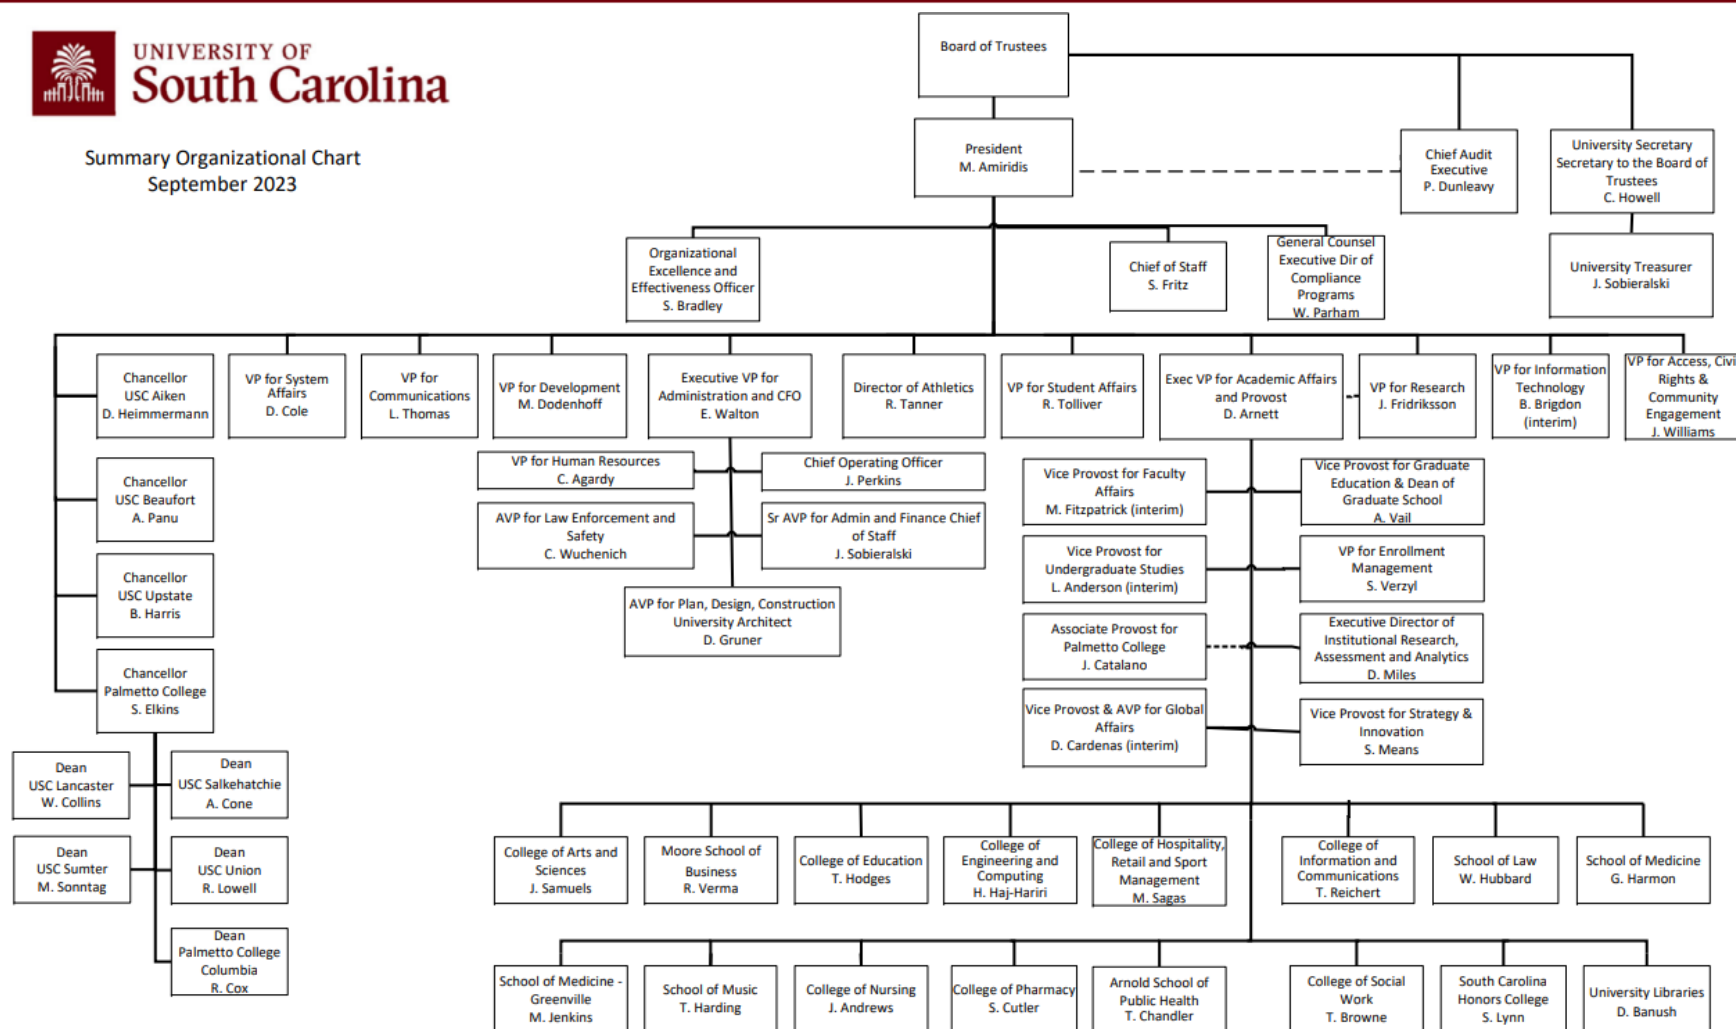 UNIVERSITY OF
South Carolina
Summary Organizational Chart
September 2023
Board of Trustees
President
M. Amiridis
Chief Audit
Executive
P. Dunleavy
University Secretary
Secretary to the Board of
Trustees
C. Howell
Organizational
Excellence and
Effectiveness Officer
S. Bradley
Chief of Staff
S. Fritz
General Counsel
Executive Dir of
Compliance
Programs
W. Parham
University Treasurer
J. Sobieralski
Chancellor
USC Aiken
D. Heimmermann
VP for System
Affairs
D. Cole
VP for
Communications
L. Thomas
VP for Development
M. Dodenhoff
Executive VP for
Administration and CFO
E. Walton
Director of Athletics
R. Tanner
VP for Student Affairs
R. Tolliver
Exec VP for Academic Affairs
and Provost
D. Arnett
VP for Research
J. Fridriksson
VP for Information
Technology
B. Brigdon
(interim)
VP for Access, Civi
Rights &
Community
Engagement
J. Williams
Chancellor
USC Beaufort
A. Panu
Chancellor
USC Upstate
B. Harris
Chancellor
Palmetto College
S. Elkins
VP for Human Resources
C. Agardy
Chief Operating Officer
J. Perkins
AVP for Law Enforcement and
Safety
C. Wuchenich
Sr AVP for Admin and Finance Chief
of Staff
J. Sobieralski
AVP for Plan, Design, Construction
University Architect
D. Gruner
Vice Provost for Faculty
Affairs
M. Fitzpatrick (interim)
Vice Provost for Graduate
Education & Dean of
Graduate School
A. Vail
Vice Provost for
Undergraduate Studies
L. Anderson (interim)
VP for Enrollment
Management
S. Verzyl
Associate Provost for
Palmetto College
J. Catalano
Executive Director of
Institutional Research,
Assessment and Analytics
D. Miles
Vice Provost & AVP for Global
Affairs
D. Cardenas (interim)
Vice Provost for Strategy &
Innovation
S. Means
Dean
USC Lancaster
W. Collins
Dean
USC Salkehatchie
A. Cone
Dean
USC Sumter
M. Sonntag
Dean
USC Union
R. Lowell
Dean
Palmetto College
Columbia
R. Cox
College of Arts and
Sciences
J. Samuels
Moore School of
Business
R. Verma
College of Education
T. Hodges
College of
Engineering and
Computing
H. Haj-Hariri
College of Hospitality,
Retail and Sport
Management
M. Sagas
College of
Information and
Communications
T. Reichert
School of Law
W. Hubbard
School of Medicine
G. Harmon
School of Medicine -
Greenville
M. Jenkins
School of Music
T. Harding
College of Nursing
J. Andrews
College of Pharmacy
S. Cutler
Arnold School of
Public Health
T. Chandler
College of Social
Work
T. Browne
South Carolina
Honors College
S. Lynn
University Libraries
D. Banush